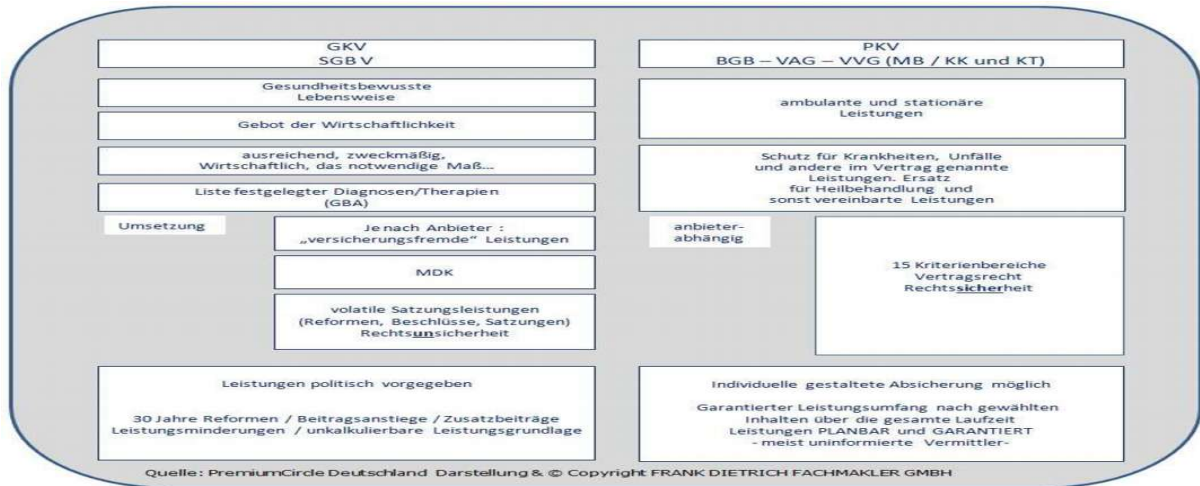 GKV
SGB V
Gesundheitsbewusste
Lebensweise
Gebot der Wirtschaftlichkeit
ausreichend, zweckmäßig,
Wirtschaftlich, das notwendige Maß...
Liste festgelegter Diagnosen/Therapien
(GBA)
Umsetzung
Je nach Anbieter :
„versicherungsfremde“ Leistungen
MDK
volatile Satzungsleistungen
(Reformen, Beschlüsse, Satzungen)
Rechtsunsicherheit
Leistungen politisch vorgegeben
30 Jahre Reformen / Beitragsanstiege / Zusatzbeiträge
Leistungsminderungen / unkalkulierbare Leistungsgrundlage
PKV
BGB – VAG – VVG (MB / KK und KT)
ambulante und stationäre
Leistungen
Schutz für Krankheiten, Unfälle
und andere im Vertrag genannte
Leistungen. Ersatz
für Heilbehandlung und
sonst vereinbarte Leistungen
anbieter-
abhängig
15 Kriterienbereiche
Vertragsrecht
Rechtssicherheit
Individuelle gestaltete Absicherung möglich
Garantierter Leistungsumfang nach gewählten
Inhalten über die gesamte Laufzeit
Leistungen PLANBAR und GARANTIERT
- meist uninformierte Vermittler-
Quelle: PremiumCircle Deutschland Darstellung & © Copyright FRANK DIETRICH FACHMAKLER GMBH